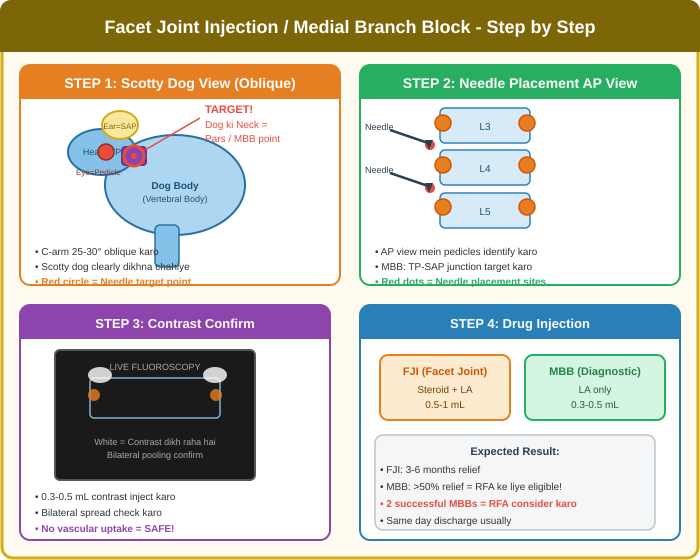 Facet Joint Injection / Medial Branch Block - Step by Step
STEP 1: Scotty Dog View (Oblique)
TARGET!
Dog ki Neck =
Pars / MBB point
Ear=SAP
Eye=Pedicle
Dog Body
(Vertebral Body)
• C-arm 25-30° oblique karo
• Scotty dog clearly dikhna chahiye
• Red circle = Needle target point
STEP 2: Needle Placement AP View
Needle
L3
Needle
L4
L5
• AP view mein pedicles identify karo
• MBB: TP-SAP junction target karo
• Red dots = Needle placement sites
STEP 3: Contrast Confirm
LIVE FLUOROSCOPY
White = Contrast dikh raha hai
Bilateral pooling confirm
• 0.3-0.5 mL contrast inject karo
• Bilateral spread check karo
• No vascular uptake = SAFE!
STEP 4: Drug Injection
FJI (Facet Joint)
Steroid + LA
0.5-1 mL
MBB (Diagnostic)
LA only
0.3-0.5 mL
Expected Result:
• FJI: 3-6 months relief
• MBB: >50% relief = RFA ke liye eligible!
• 2 successful MBBs = RFA consider karo
• Same day discharge usually